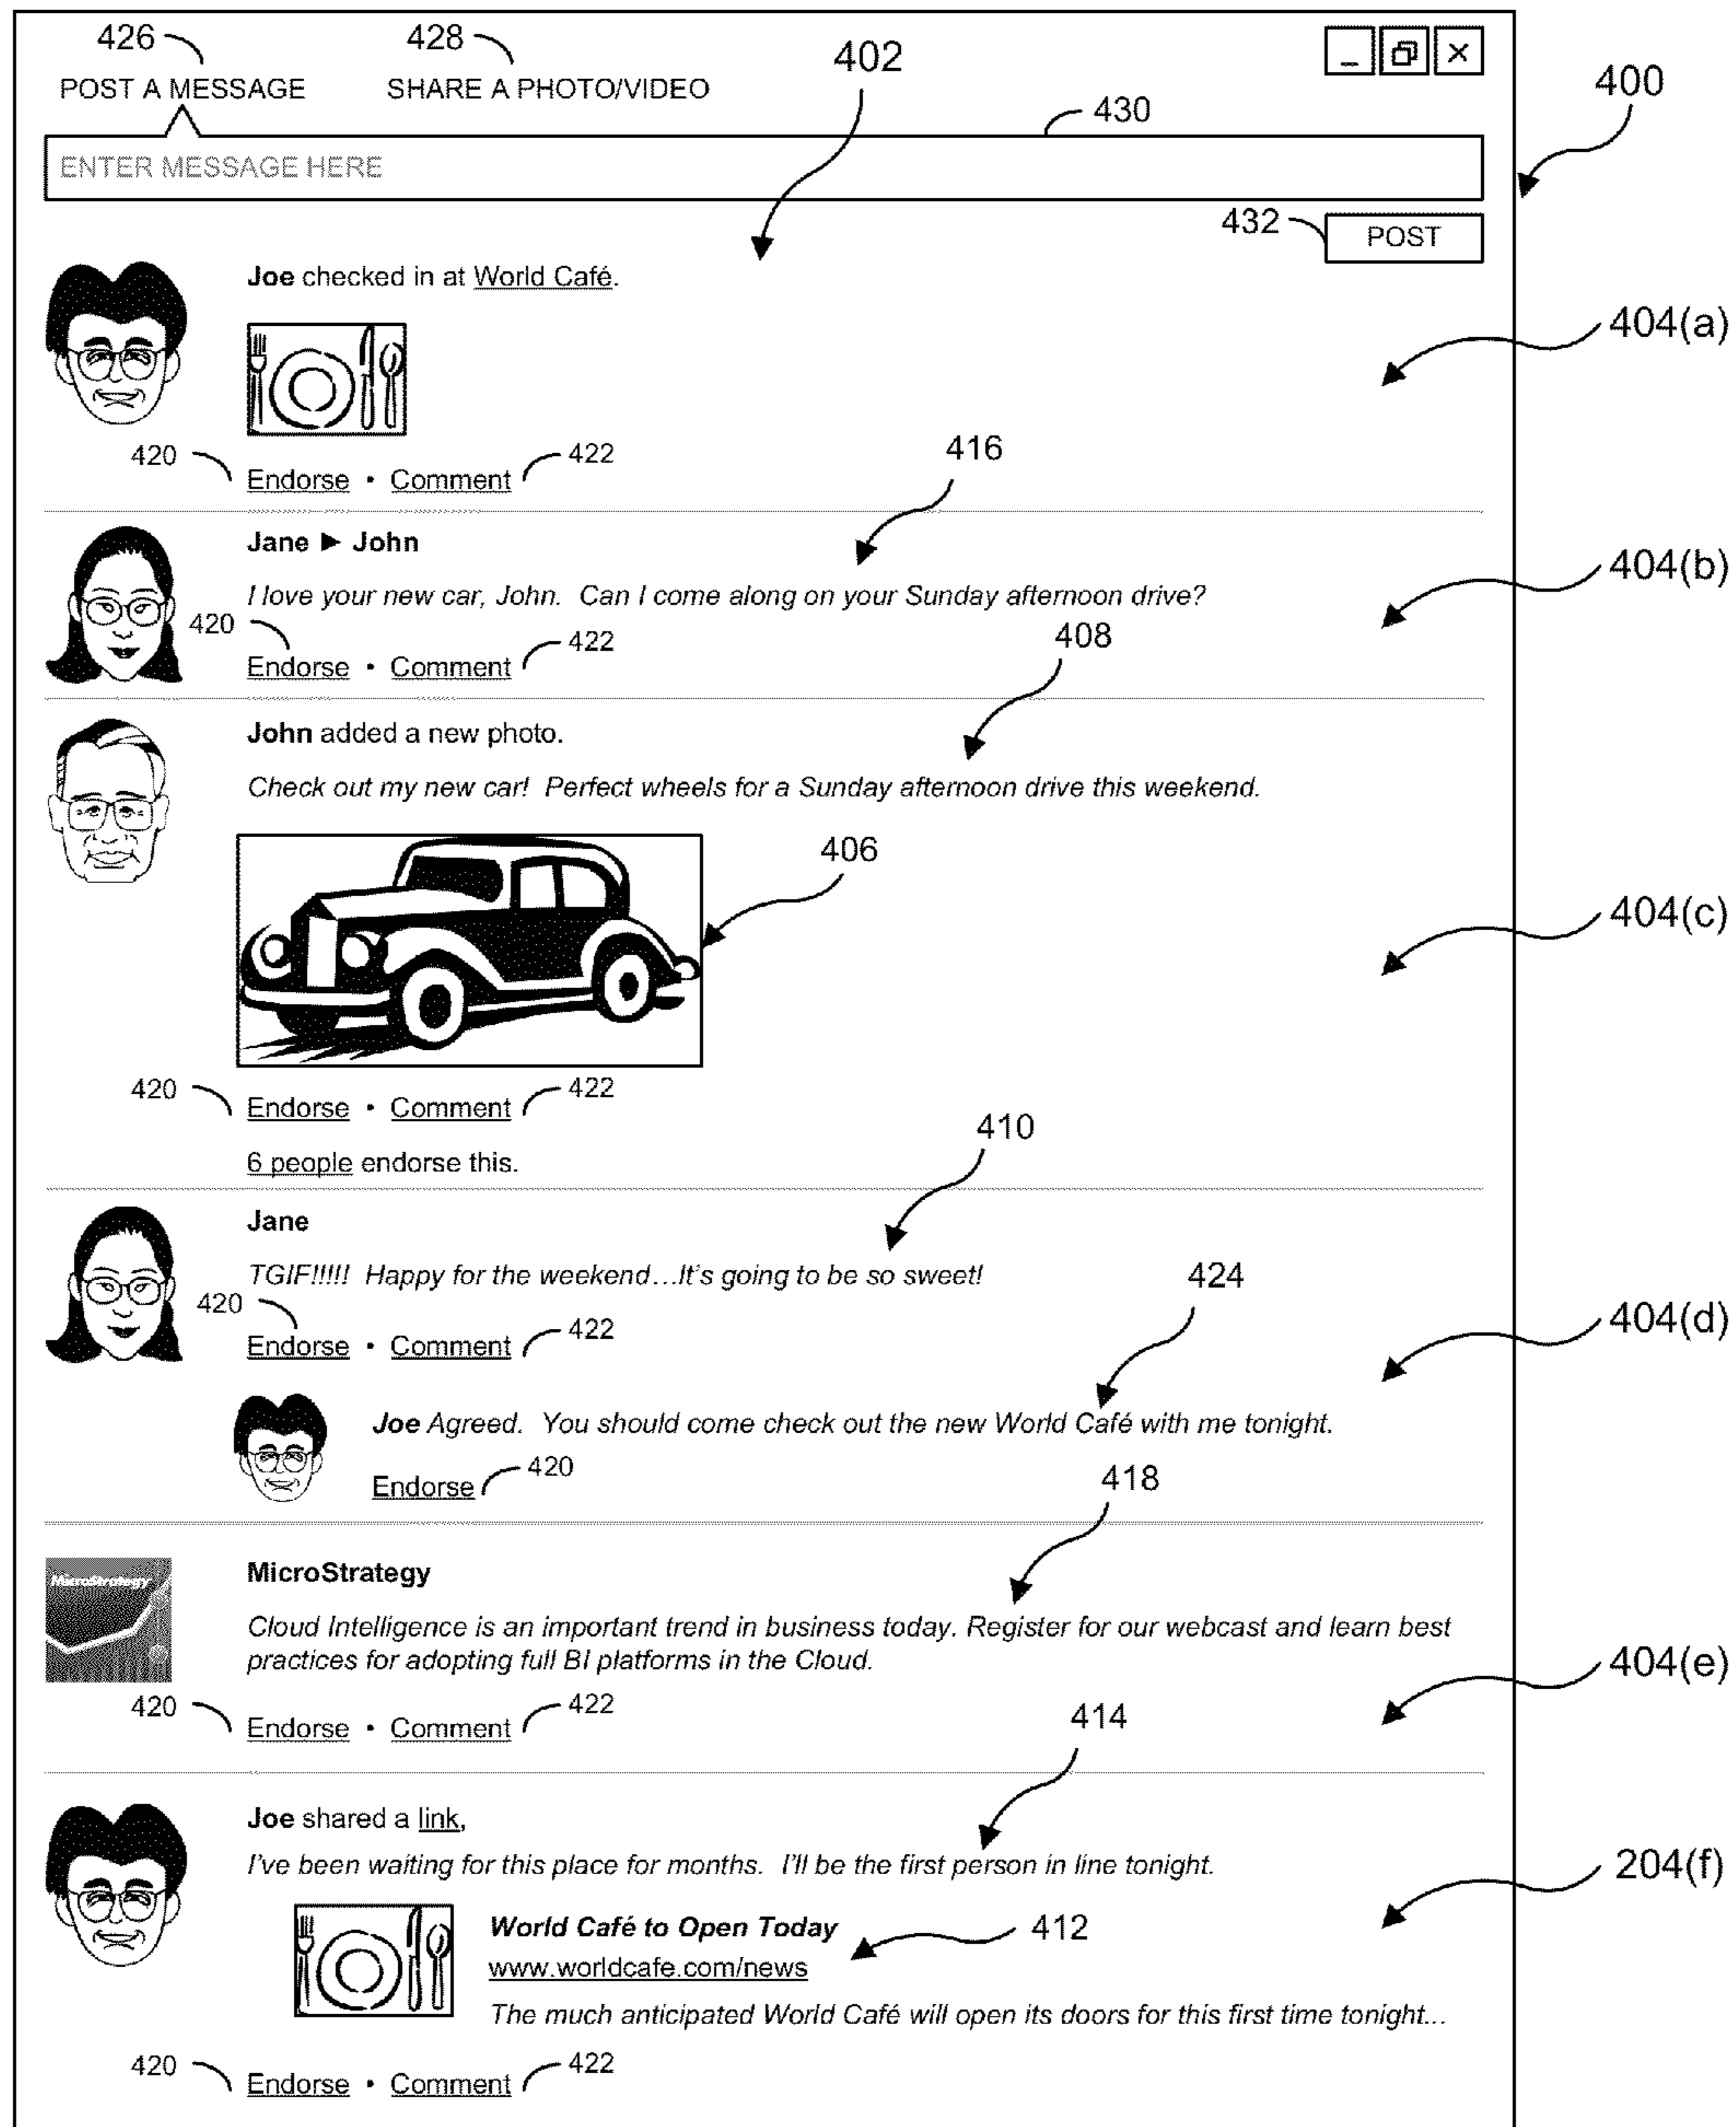 426
428
402
POST A MESSAGE
SHARE A PHOTO/VIDEO
400
430
ENTER MESSAGE HERE
432
POST
Joe checked in at World Café.
404(a)
420
422
Endorse • Comment
416
Jane ► John
404(b)
I love your new car, John. Can I come along on your Sunday afternoon drive?
420
422
408
Endorse • Comment
John added a new photo.
Check out my new car! Perfect wheels for a Sunday afternoon drive this weekend.
406
404(c)
420
422
Endorse • Comment
410
6 people endorse this.
Jane
TGIF!!!!! Happy for the weekend…It's going to be so sweet!
424
420
422
404(d)
Endorse • Comment
Joe Agreed. You should come check out the new World Café with me tonight.
420
Endorse
418
MicroStrategy
MicroStrategy
Cloud Intelligence is an important trend in business today. Register for our webcast and learn best
practices for adopting full BI platforms in the Cloud.
404(e)
420
422
414
Endorse • Comment
Joe shared a link,
I've been waiting for this place for months. I'll be the first person in line tonight.
204(f)
World Café to Open Today
412
www.worldcafe.com/news
The much anticipated World Café will open its doors for this first time tonight...
420
422
Endorse • Comment